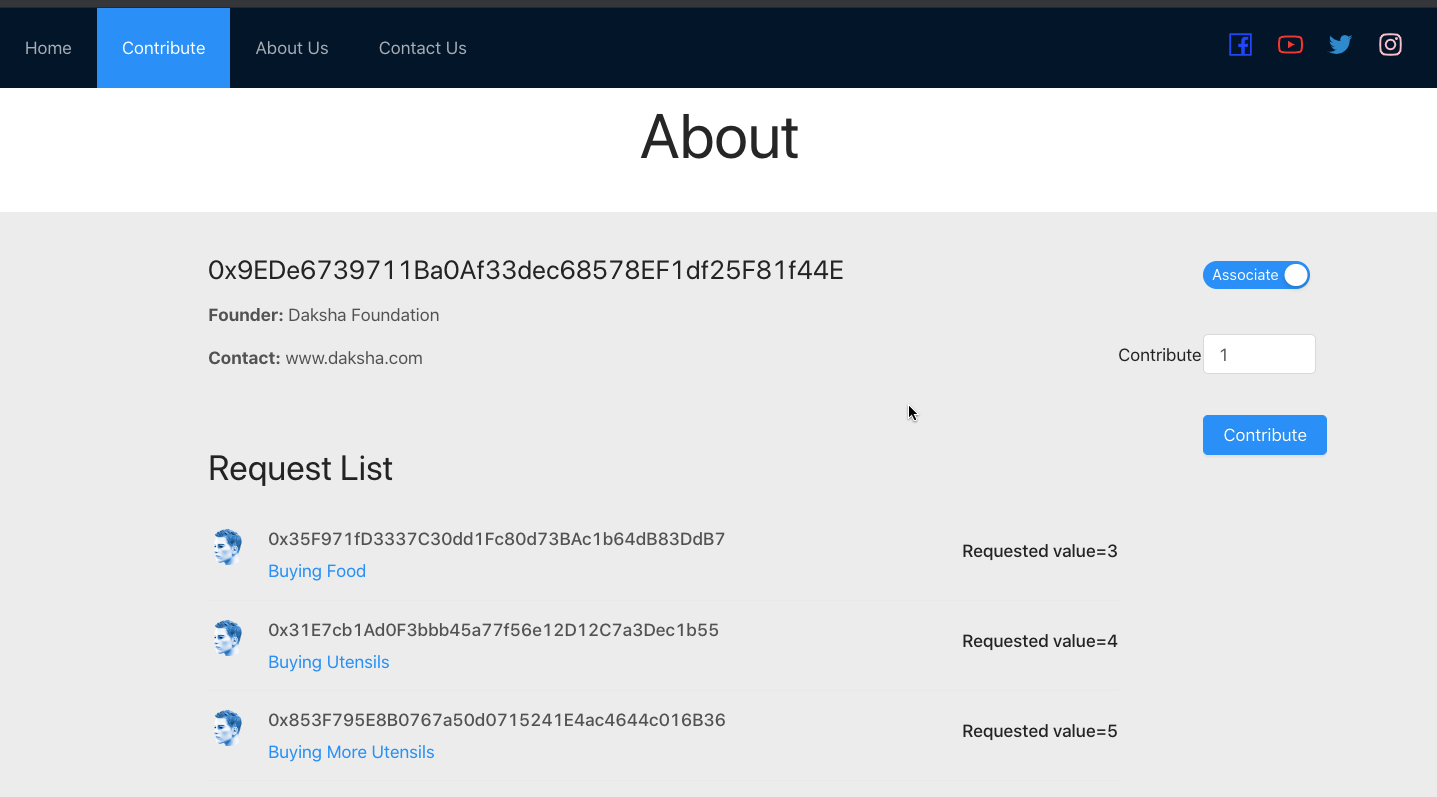 Home Contribute About Us Contact Us
About
0x9EDe6739711Ba0Af33dec68578EF1df25F81f44E
Associate
Founder: Daksha Foundation
Contact: www.daksha.com
Contribute 1
Contribute
Request List
0x35F971fD3337C30dd1Fc80d73BAc1b64dB83DdB7
Requested value=3
Buying Food
0x31E7cb1Ad0F3bbb45a77f56e12D12C7a3Dec1b55
Requested value=4
Buying Utensils
0x853F795E8B0767a50d0715241E4ac4644c016B36
Requested value=5
Buying More Utensils